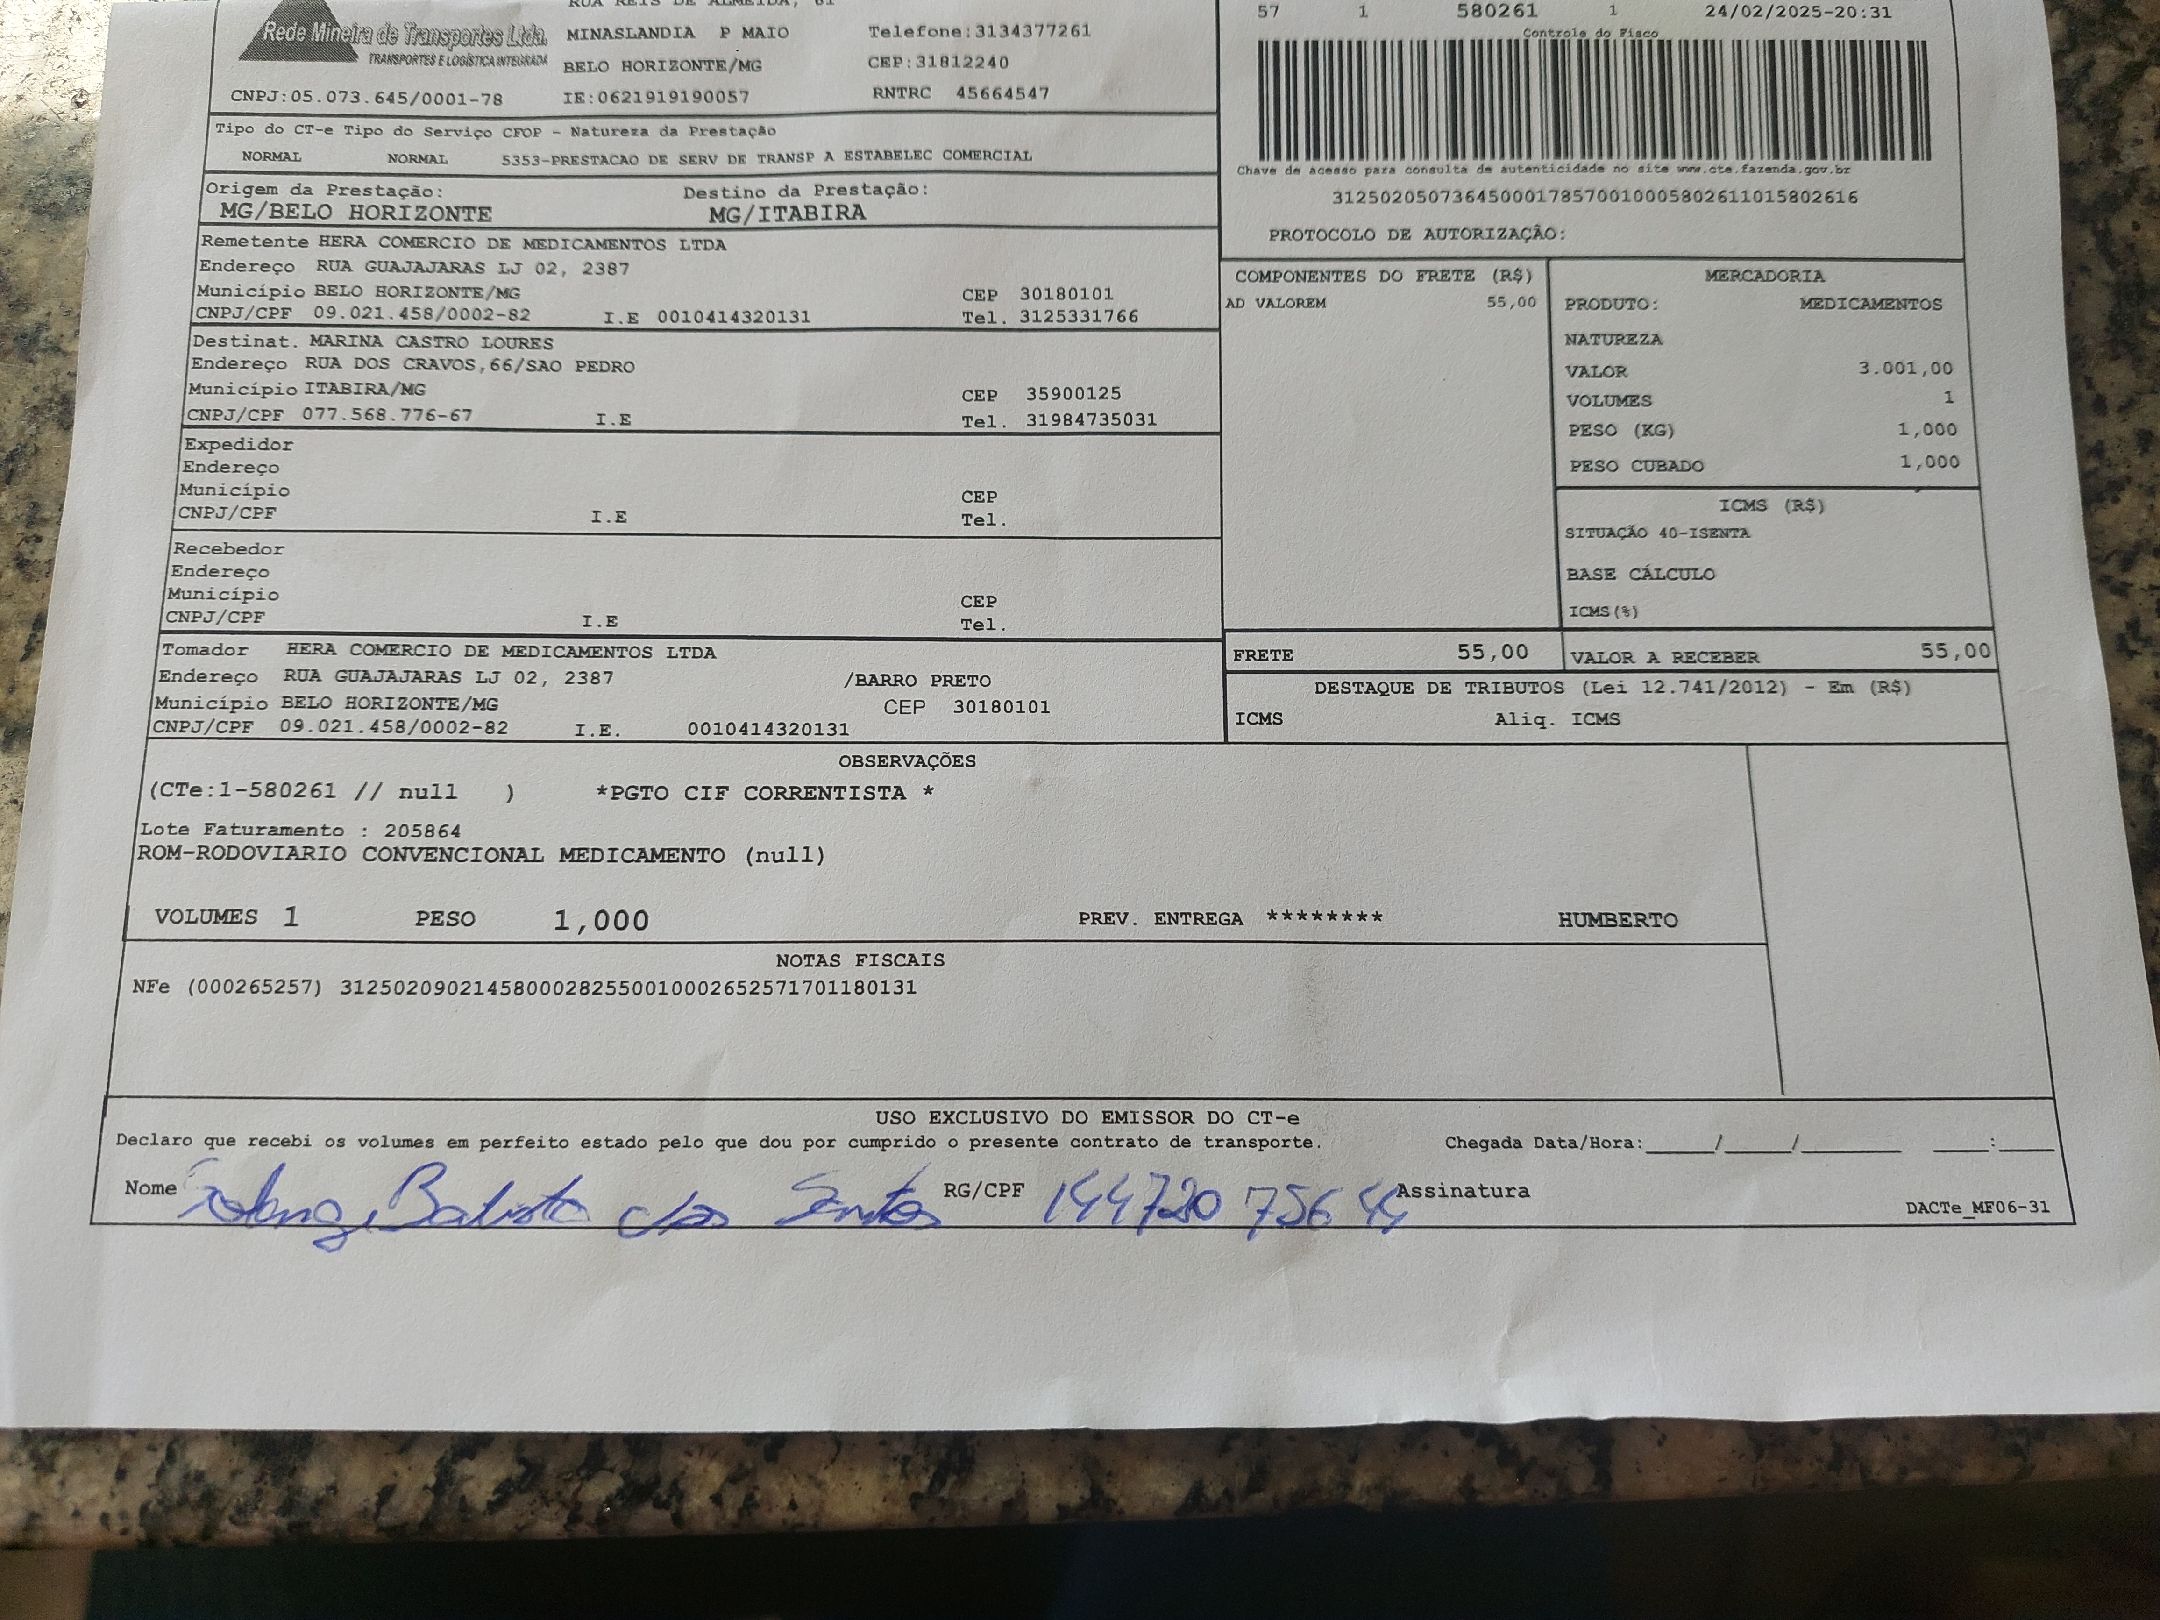 RUA REIS DE ALMEIDA, 61
Rede Mineira de Transportes Ltda.
TRANSPORTES E LOGÍSTICA INTEGRADA
MINASLANDIA P MAIO Telefone:3134377261
BELO HORIZONTE/MG CEP:31812240
CNPJ:05.073.645/0001-78 IE:0621919190057 RNTRC 45664547
57 1 580261 1 24/02/2025-20:31
Controle do Fisco
Chave de acesso para consulta de autenticidade no site www.cte.fazenda.gov.br
31250205073645000178570010005802611015802616
PROTOCOLO DE AUTORIZAÇÃO:
Tipo do CT-e Tipo do Serviço CFOP - Natureza da Prestação
NORMAL NORMAL 5353-PRESTACAO DE SERV DE TRANSP A ESTABELEC COMERCIAL
Origem da Prestação: Destino da Prestação:
MG/BELO HORIZONTE MG/ITABIRA
Remetente HERA COMERCIO DE MEDICAMENTOS LTDA
Endereço RUA GUAJAJARAS LJ 02, 2387
Município BELO HORIZONTE/MG CEP 30180101
CNPJ/CPF 09.021.458/0002-82 I.E 0010414320131 Tel. 3125331766
Destinat. MARINA CASTRO LOURES
Endereço RUA DOS CRAVOS,66/SAO PEDRO
Município ITABIRA/MG CEP 35900125
CNPJ/CPF 077.568.776-67 I.E Tel. 31984735031
Expedidor
Endereço
Município CEP
CNPJ/CPF I.E Tel.
Recebedor
Endereço
Município CEP
CNPJ/CPF I.E Tel.
Tomador HERA COMERCIO DE MEDICAMENTOS LTDA
Endereço RUA GUAJAJARAS LJ 02, 2387 /BARRO PRETO
Município BELO HORIZONTE/MG CEP 30180101
CNPJ/CPF 09.021.458/0002-82 I.E. 0010414320131
COMPONENTES DO FRETE (R$)
AD VALOREM 55,00
MERCADORIA
PRODUTO: MEDICAMENTOS
NATUREZA
VALOR 3.001,00
VOLUMES 1
PESO (KG) 1,000
PESO CUBADO 1,000
ICMS (R$)
SITUAÇÃO 40-ISENTA
BASE CÁLCULO
ICMS(%)
FRETE 55,00 VALOR A RECEBER 55,00
DESTAQUE DE TRIBUTOS (Lei 12.741/2012) - Em (R$)
ICMS Aliq. ICMS
OBSERVAÇÕES
(CTe:1-580261 // null ) *PGTO CIF CORRENTISTA *
Lote Faturamento : 205864
ROM-RODOVIARIO CONVENCIONAL MEDICAMENTO (null)
VOLUMES 1 PESO 1,000 PREV. ENTREGA ******** HUMBERTO
NOTAS FISCAIS
NFe (000265257) 31250209021458000282550010002652571701180131
USO EXCLUSIVO DO EMISSOR DO CT-e
Declaro que recebi os volumes em perfeito estado pelo que dou por cumprido o presente contrato de transporte. Chegada Data/Hora:_____/_____/________ ____:____
Nome Batista dos Santos RG/CPF Assinatura
DACTe_MF06-31